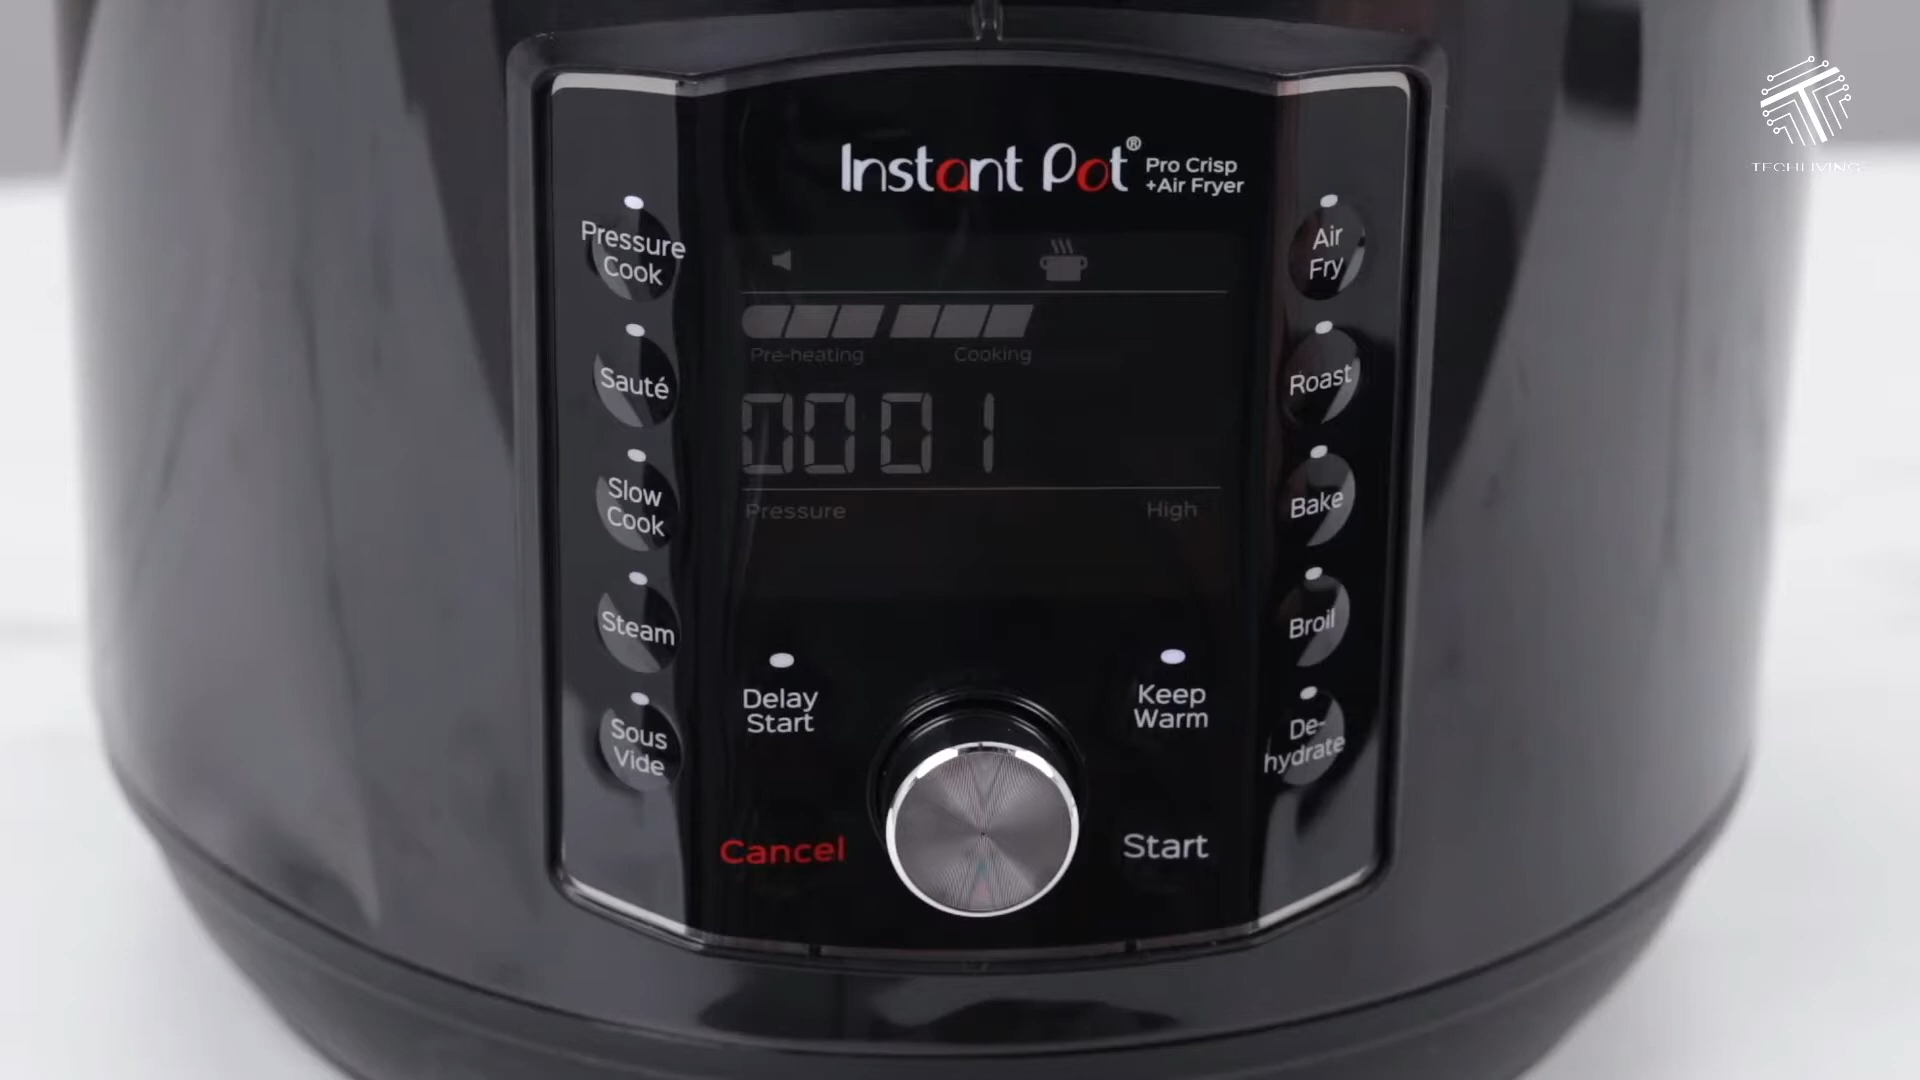 Instant Pot® Pro Crisp
+Air Fryer
TECHLIVING
Pressure
Cook
Sauté
Slow
Cook
Steam
Sous
Vide
Pre-heating Cooking
0001
Pressure High
Delay
Start
Keep
Warm
Cancel
Start
Air
Fry
Roast
Bake
Broil
De-
hydrate